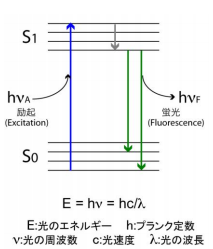 S1
hνA
励起
(Excitation)
hνF
蛍光
(Fluorescence)
S0
E = hν = hc/λ
E:光のエネルギー h:プランク定数
ν:光の周波数 c:光速度 λ:光の波長